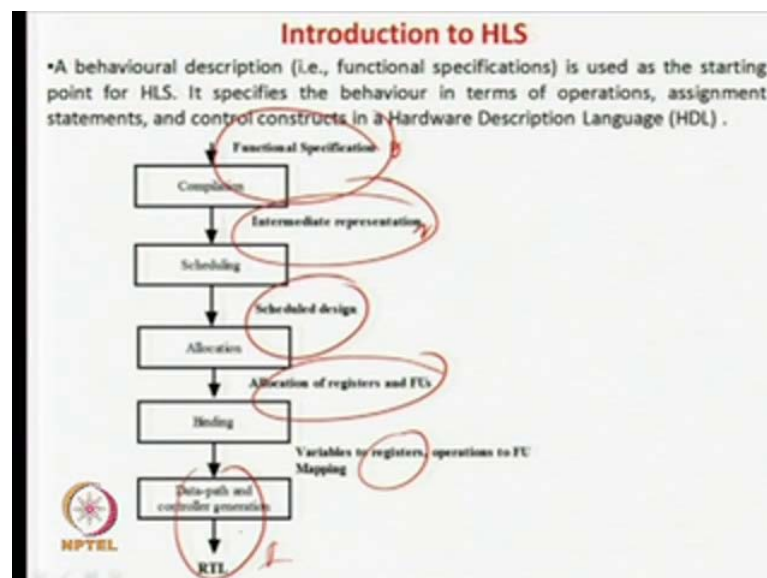 Introduction to HLS
•A behavioural description (i.e., functional specifications) is used as the starting
point for HLS. It specifies the behaviour in terms of operations, assignment
statements, and control constructs in a Hardware Description Language (HDL) .
Functional Specification
Compilation
Intermediate representation
Scheduling
Scheduled design
Allocation
Allocation of registers and FUs
Binding
Variables to registers, operations to FU
Mapping
Data-path and
controller generation
RTL
NPTEL